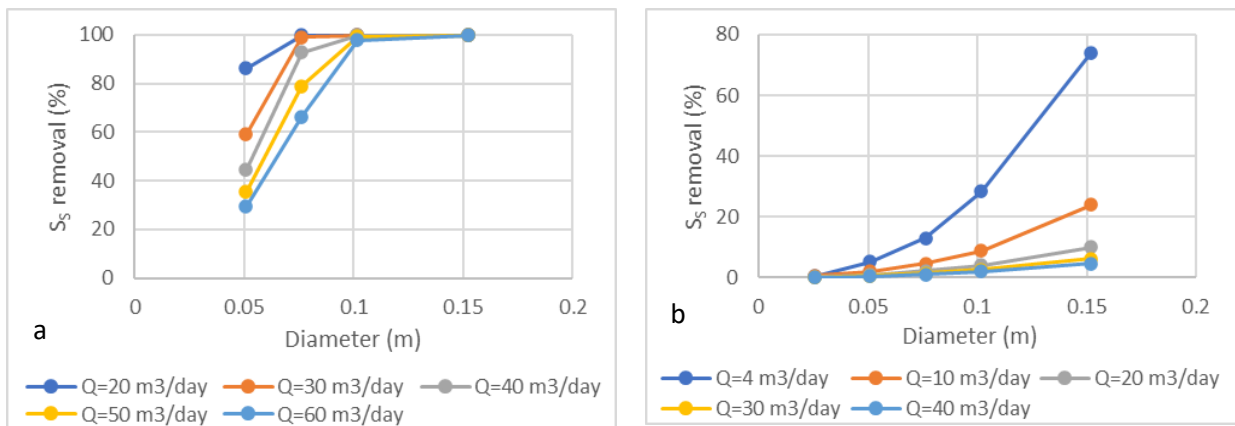 100
80
60
40
20
0
S_S removal (%)
0
0.05
0.1
0.15
0.2
Diameter (m)
a
Q=20 m3/day
Q=30 m3/day
Q=40 m3/day
Q=50 m3/day
Q=60 m3/day
80
60
40
20
0
S_S removal (%)
0
0.05
0.1
0.15
0.2
Diameter (m)
b
Q=4 m3/day
Q=10 m3/day
Q=20 m3/day
Q=30 m3/day
Q=40 m3/day